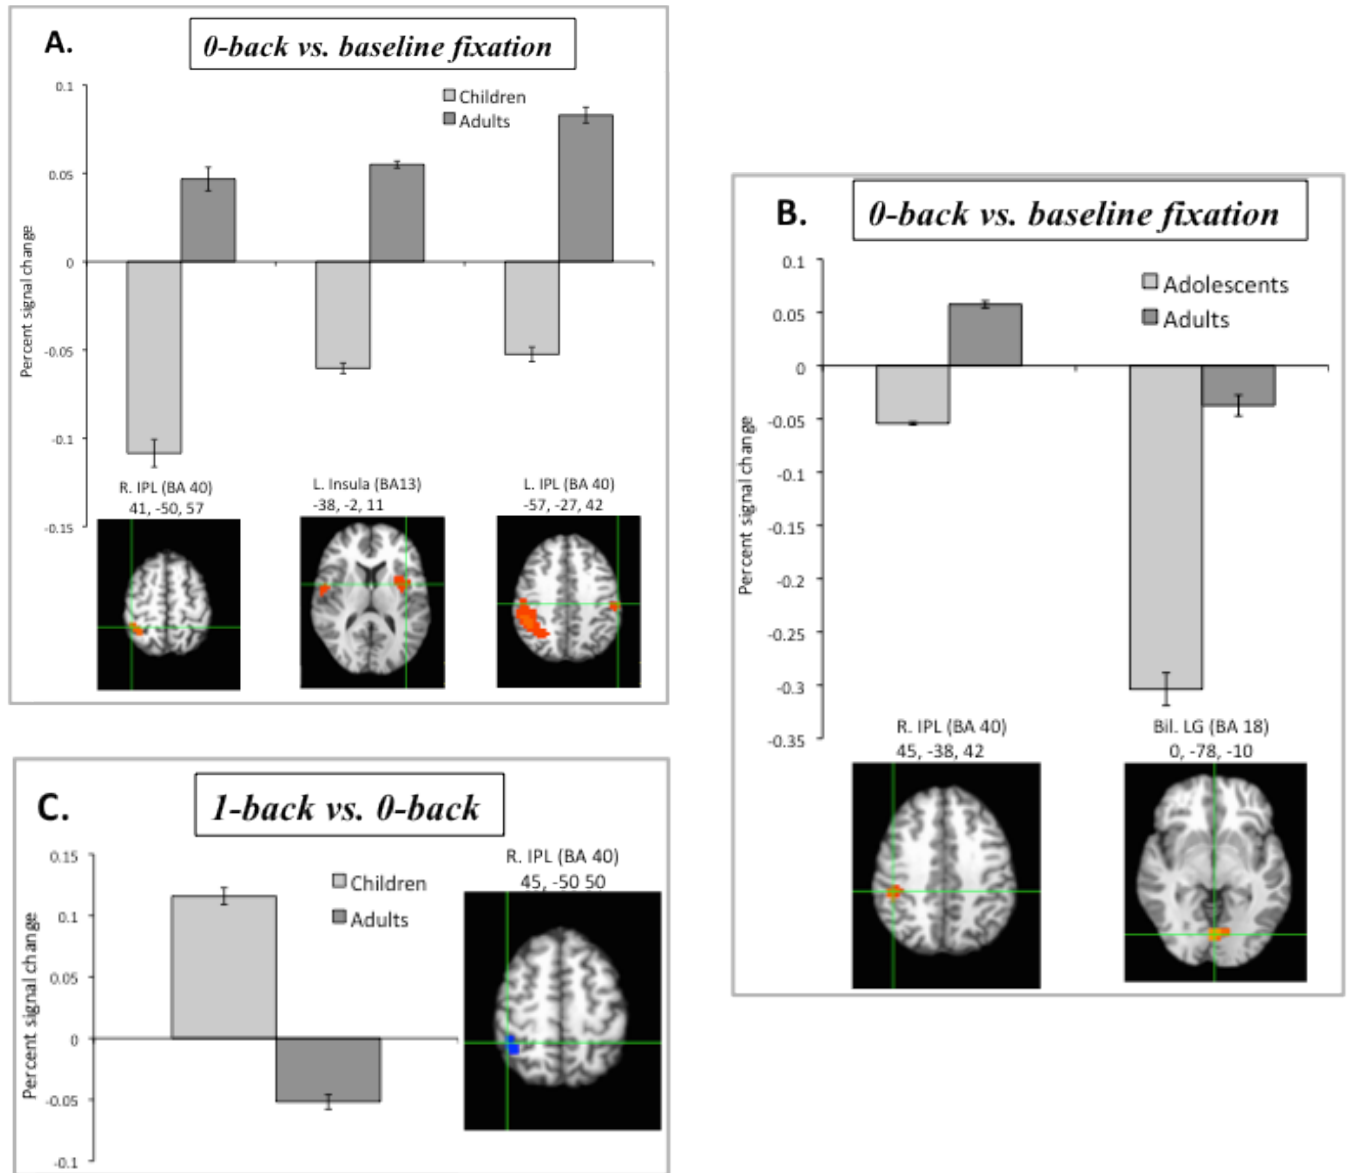 A.
0-back vs. baseline fixation
Children
Adults
Percent signal change
0.1
0.05
0
-0.05
-0.1
-0.15
R. IPL (BA 40)
41, -50, 57
L. Insula (BA13)
-38, -2, 11
L. IPL (BA 40)
-57, -27, 42
B.
0-back vs. baseline fixation
Adolescents
Adults
Percent signal change
0.1
0.05
0
-0.05
-0.1
-0.15
-0.2
-0.25
-0.3
-0.35
R. IPL (BA 40)
45, -38, 42
Bil. LG (BA 18)
0, -78, -10
C.
1-back vs. 0-back
Children
Adults
Percent signal change
0.15
0.1
0.05
0
-0.05
-0.1
R. IPL (BA 40)
45, -50 50